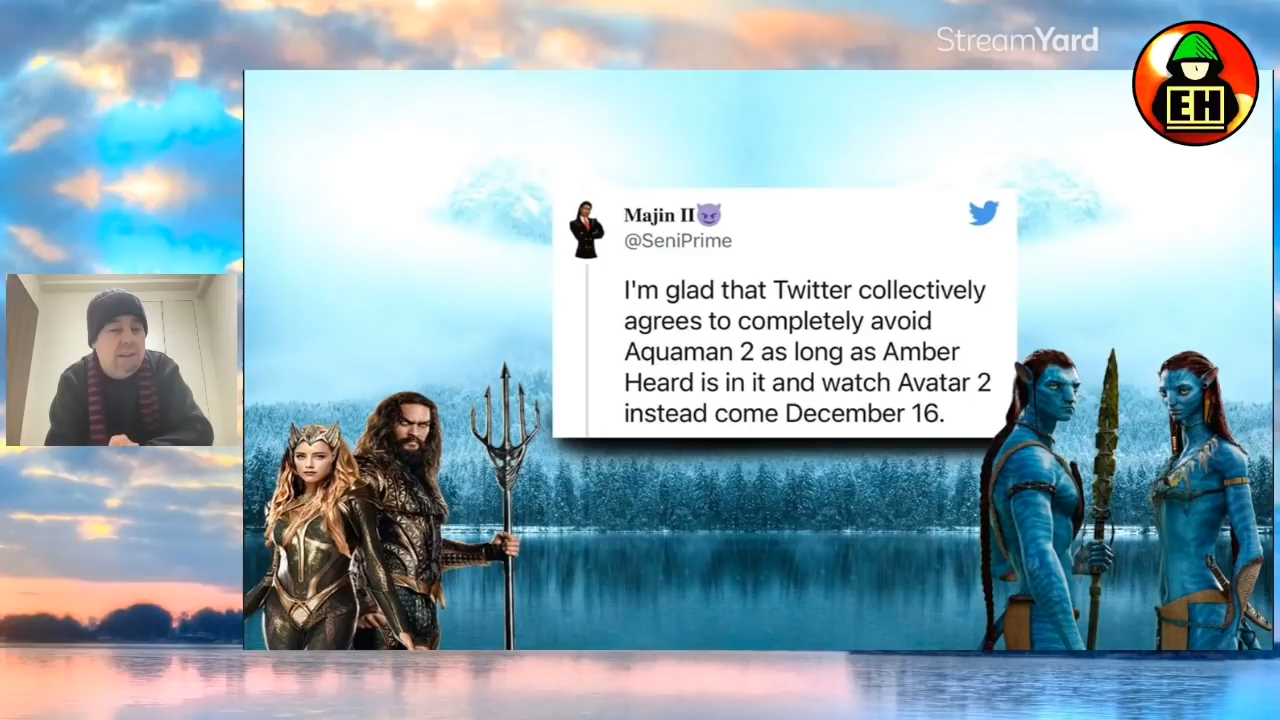 StreamYard
EH
Majin II😈
@SeniPrime
I'm glad that Twitter collectively
agrees to completely avoid
Aquaman 2 as long as Amber
Heard is in it and watch Avatar 2
instead come December 16.